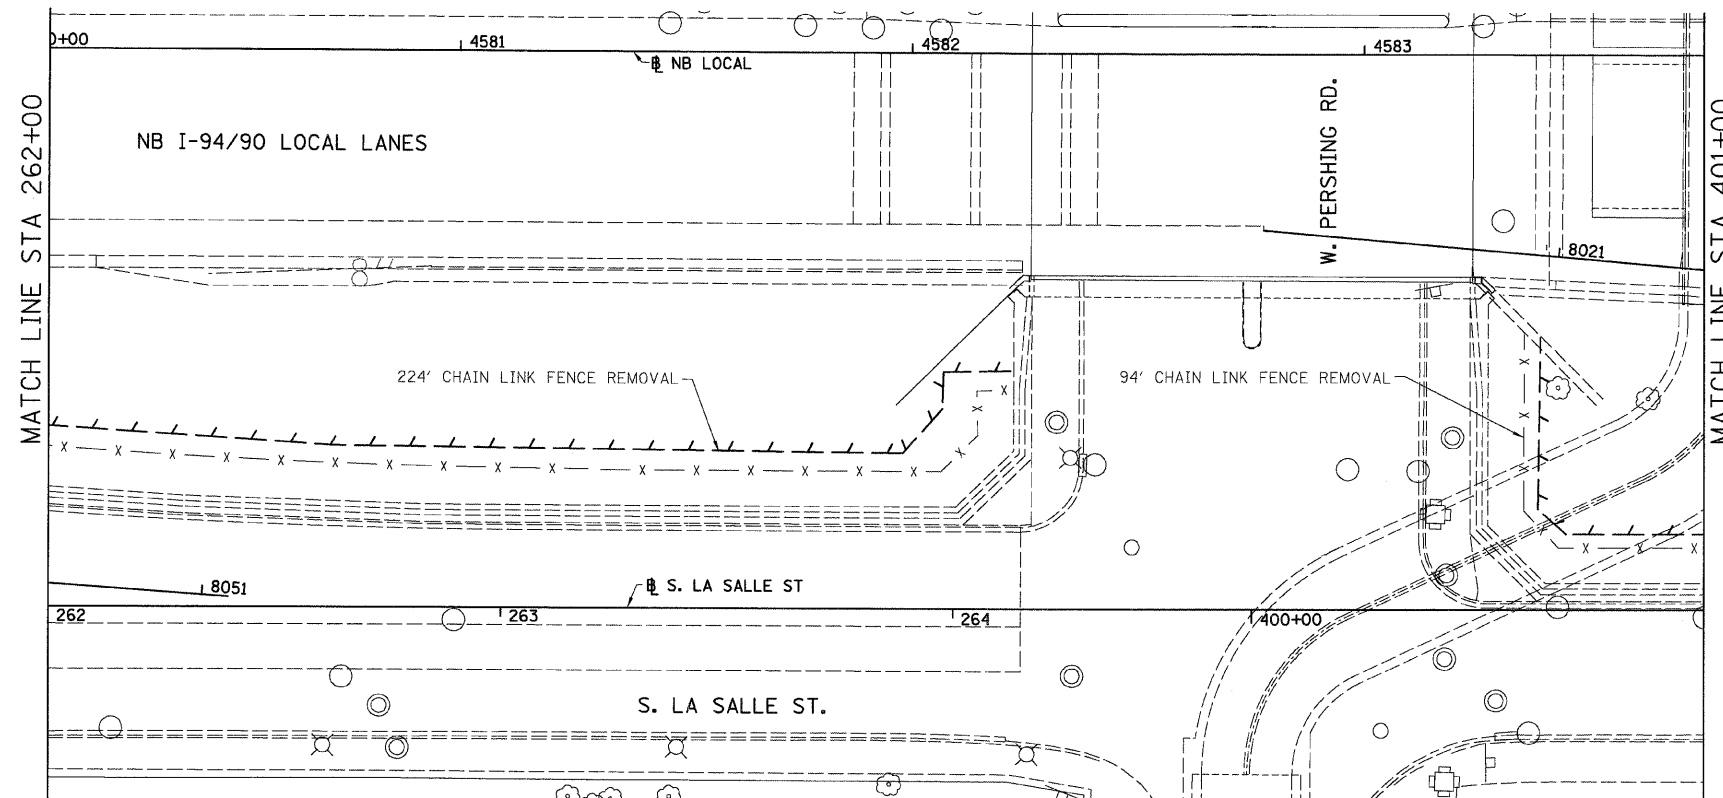 0+00
4581
4582
4583
℄ NB LOCAL
MATCH LINE STA 262+00
NB I-94/90 LOCAL LANES
W. PERSHING RD.
MATCH LINE STA 401+00
8021
224' CHAIN LINK FENCE REMOVAL
94' CHAIN LINK FENCE REMOVAL
8051
℄ S. LA SALLE ST
262
263
264
400+00
S. LA SALLE ST.